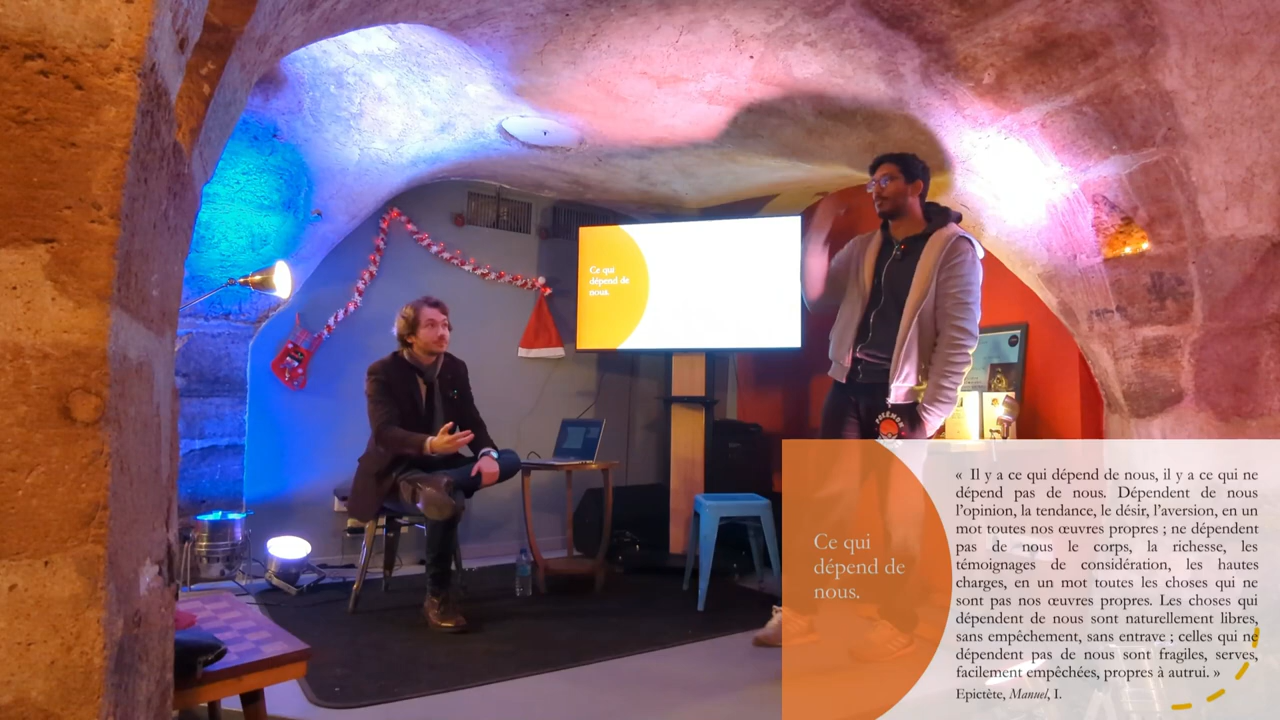 Ce qui
dépend de
nous.
POKÉMON
Ce qui
dépend de
nous.
« Il y a ce qui dépend de nous, il y a ce qui ne
dépend pas de nous. Dépendent de nous
l’opinion, la tendance, le désir, l’aversion, en un
mot toutes nos œuvres propres ; ne dépendent
pas de nous le corps, la richesse, les
témoignages de considération, les hautes
charges, en un mot toutes les choses qui ne
sont pas nos œuvres propres. Les choses qui
dépendent de nous sont naturellement libres,
sans empêchement, sans entrave ; celles qui ne
dépendent pas de nous sont fragiles, serves,
facilement empêchées, propres à autrui. »
Epictète, Manuel, I.